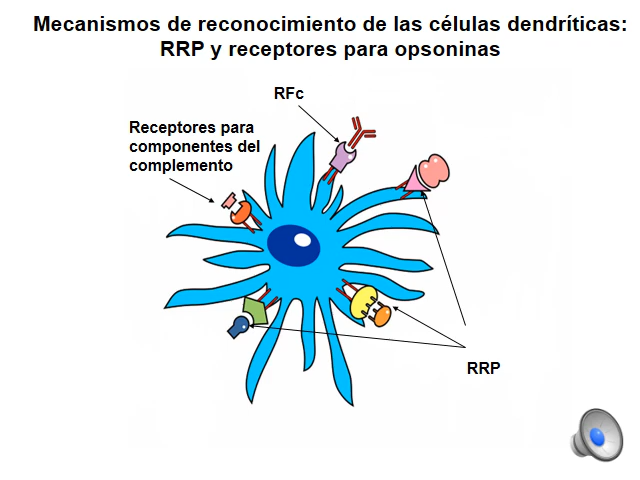 Mecanismos de reconocimiento de las células dendríticas:
RRP y receptores para opsoninas
RFc
Receptores para
componentes del
complemento
RRP